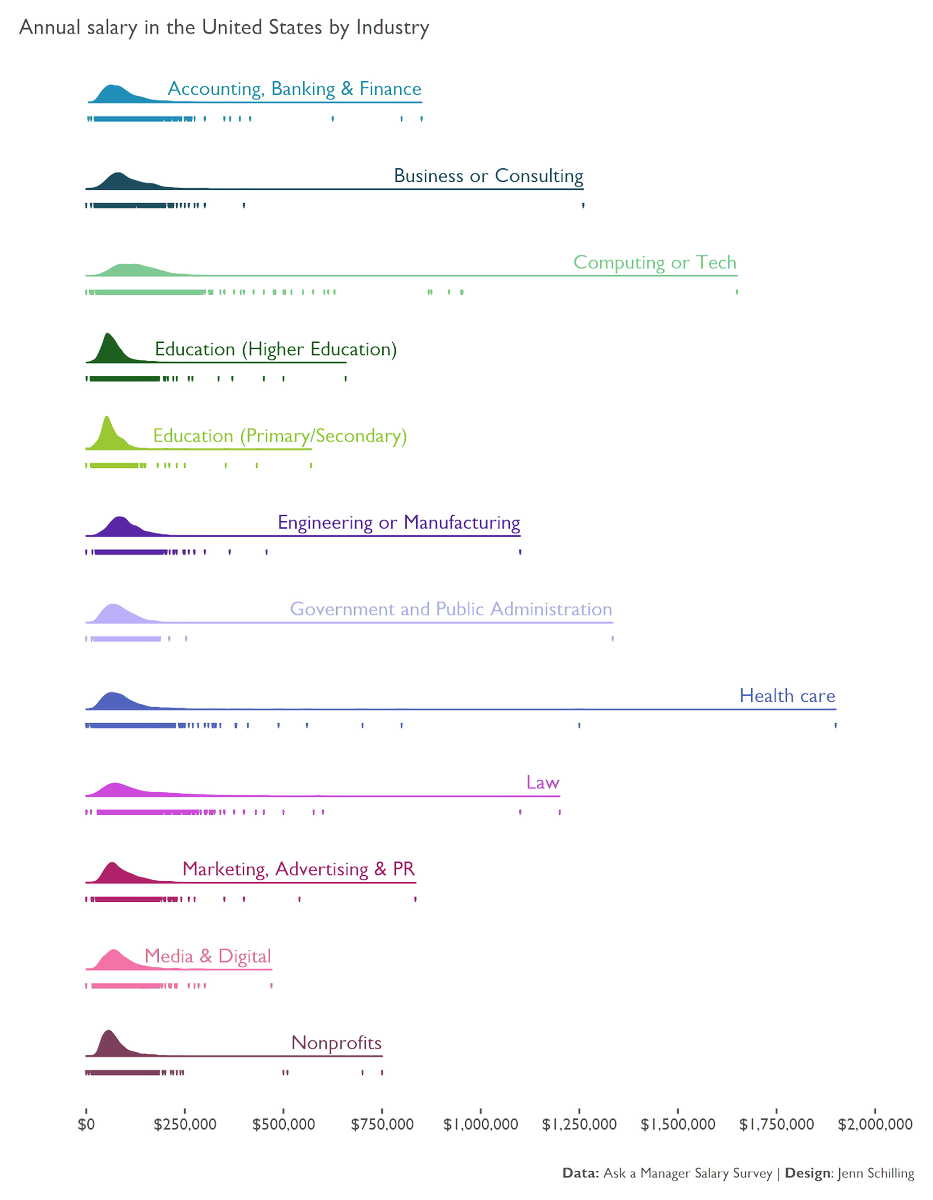 Annual salary in the United States by Industry
Accounting, Banking & Finance
Business or Consulting
Computing or Tech
Education (Higher Education)
Education (Primary/Secondary)
Engineering or Manufacturing
Government and Public Administration
Health care
Law
Marketing, Advertising & PR
Media & Digital
Nonprofits
$0 $250,000 $500,000 $750,000 $1,000,000 $1,250,000 $1,500,000 $1,750,000 $2,000,000
Data: Ask a Manager Salary Survey | Design: Jenn Schilling